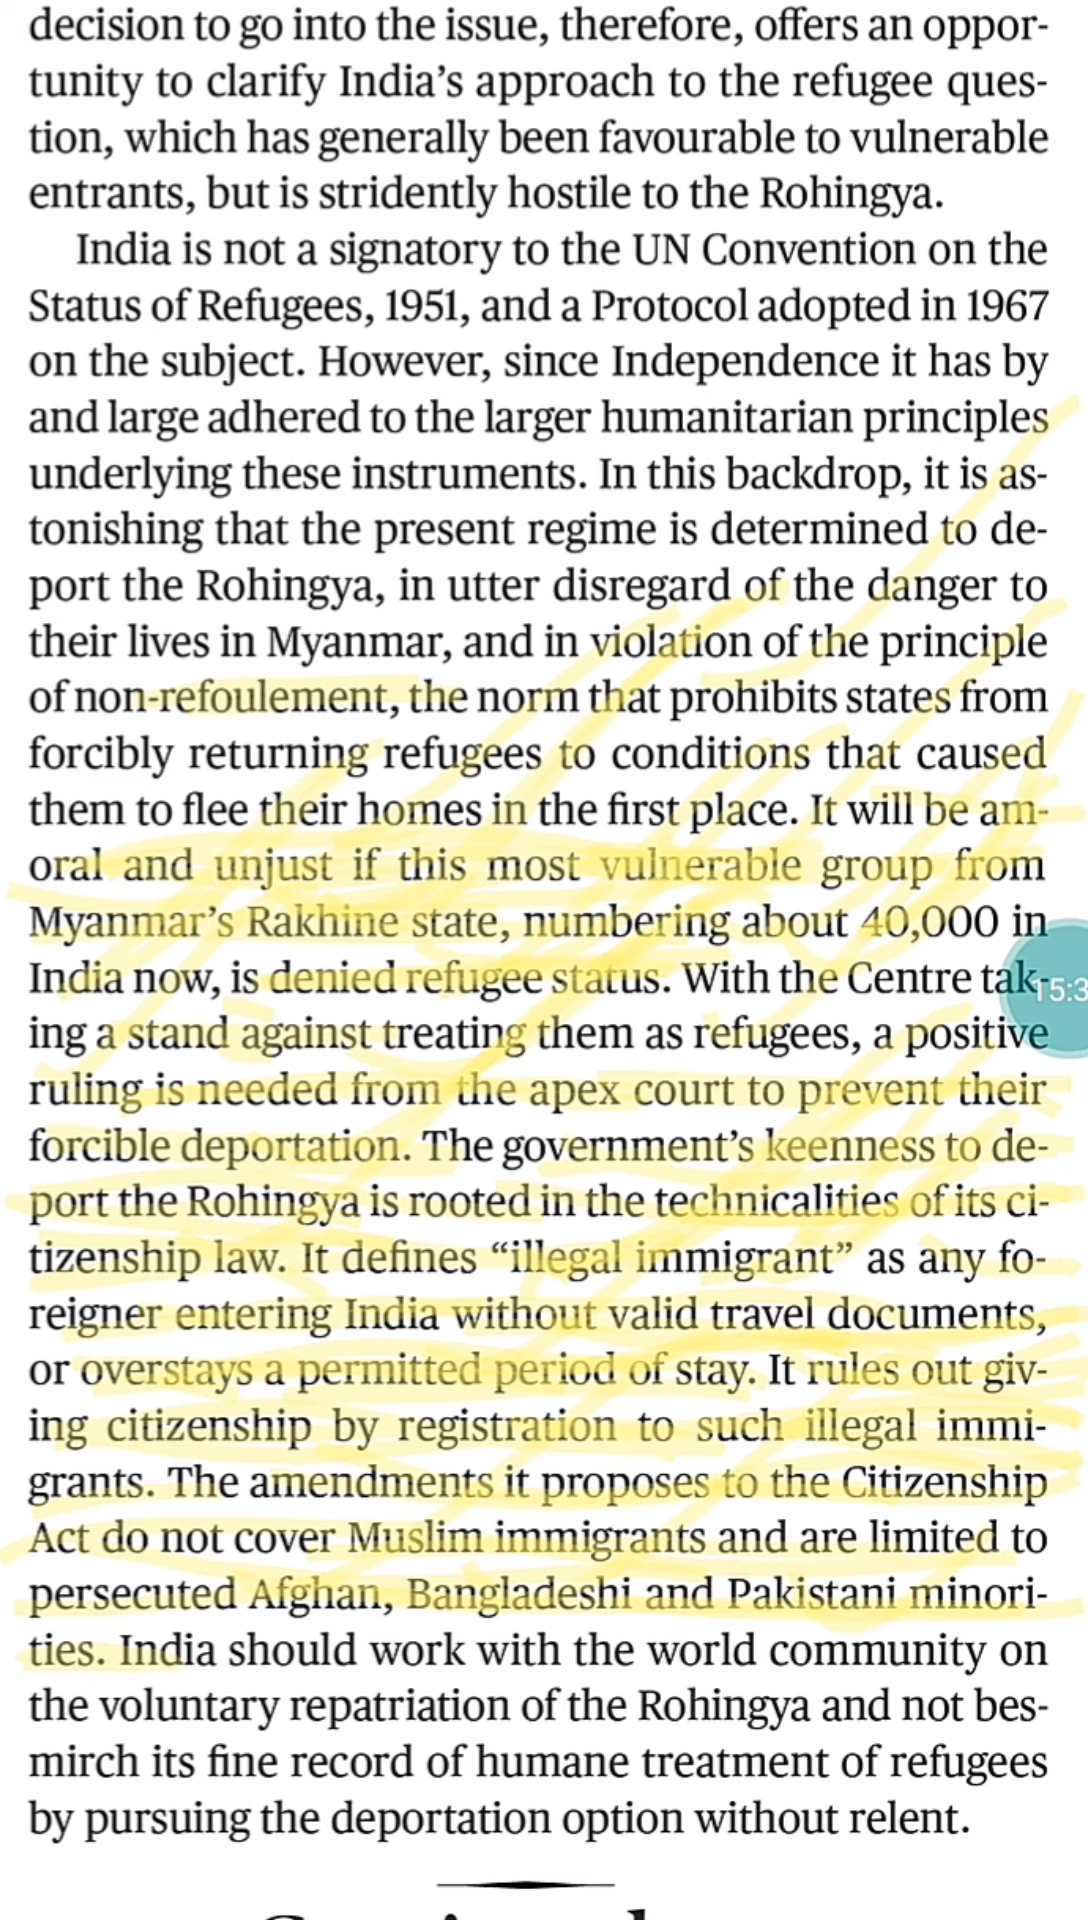 decision to go into the issue, therefore, offers an oppor-
tunity to clarify India’s approach to the refugee ques-
tion, which has generally been favourable to vulnerable
entrants, but is stridently hostile to the Rohingya.
India is not a signatory to the UN Convention on the
Status of Refugees, 1951, and a Protocol adopted in 1967
on the subject. However, since Independence it has by
and large adhered to the larger humanitarian principles
underlying these instruments. In this backdrop, it is as-
tonishing that the present regime is determined to de-
port the Rohingya, in utter disregard of the danger to
their lives in Myanmar, and in violation of the principle
of non-refoulement, the norm that prohibits states from
forcibly returning refugees to conditions that caused
them to flee their homes in the first place. It will be am-
oral and unjust if this most vulnerable group from
Myanmar’s Rakhine state, numbering about 40,000 in
India now, is denied refugee status. With the Centre tak-
15:3
ing a stand against treating them as refugees, a positive
ruling is needed from the apex court to prevent their
forcible deportation. The government’s keenness to de-
port the Rohingya is rooted in the technicalities of its ci-
tizenship law. It defines “illegal immigrant” as any fo-
reigner entering India without valid travel documents,
or overstays a permitted period of stay. It rules out giv-
ing citizenship by registration to such illegal immi-
grants. The amendments it proposes to the Citizenship
Act do not cover Muslim immigrants and are limited to
persecuted Afghan, Bangladeshi and Pakistani minori-
ties. India should work with the world community on
the voluntary repatriation of the Rohingya and not bes-
mirch its fine record of humane treatment of refugees
by pursuing the deportation option without relent.